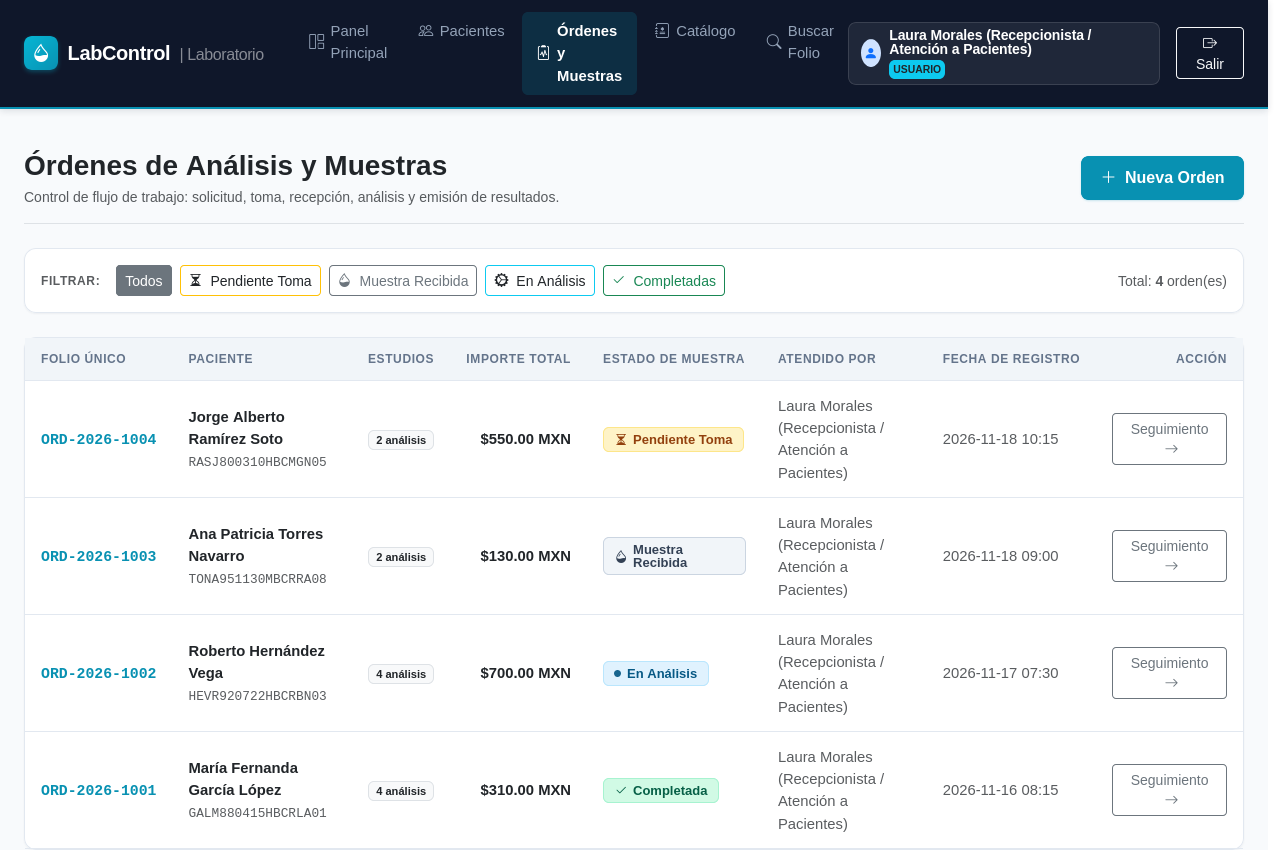 LabControl | Laboratorio
Panel Principal
Pacientes
Órdenes y Muestras
Catálogo
Buscar Folio
Laura Morales (Recepcionista / Atención a Pacientes)
USUARIO
Salir
Órdenes de Análisis y Muestras
Control de flujo de trabajo: solicitud, toma, recepción, análisis y emisión de resultados.
Nueva Orden
FILTRAR: Todos Pendiente Toma Muestra Recibida En Análisis Completadas Total: 4 orden(es)
FOLIO ÚNICO PACIENTE ESTUDIOS IMPORTE TOTAL ESTADO DE MUESTRA ATENDIDO POR FECHA DE REGISTRO ACCIÓN
ORD-2026-1004
Jorge Alberto
Ramírez Soto
RASJ800310HBCMGN05
2 análisis
$550.00 MXN
Pendiente Toma
Laura Morales
(Recepcionista /
Atención a
Pacientes)
2026-11-18 10:15
Seguimiento
→
ORD-2026-1003
Ana Patricia Torres
Navarro
TONA951130MBCRRA08
2 análisis
$130.00 MXN
Muestra
Recibida
Laura Morales
(Recepcionista /
Atención a
Pacientes)
2026-11-18 09:00
Seguimiento
→
ORD-2026-1002
Roberto Hernández
Vega
HEVR920722HBCRBN03
4 análisis
$700.00 MXN
En Análisis
Laura Morales
(Recepcionista /
Atención a
Pacientes)
2026-11-17 07:30
Seguimiento
→
ORD-2026-1001
María Fernanda
García López
GALM880415HBCRLA01
4 análisis
$310.00 MXN
Completada
Laura Morales
(Recepcionista /
Atención a
Pacientes)
2026-11-16 08:15
Seguimiento
→